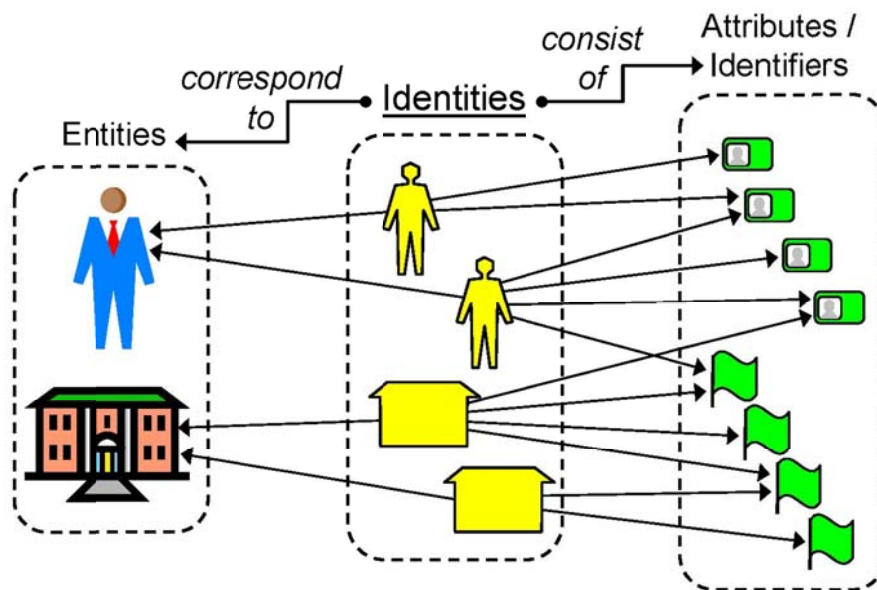 Entities
correspond
to
Identities
consist
of
Attributes /
Identifiers